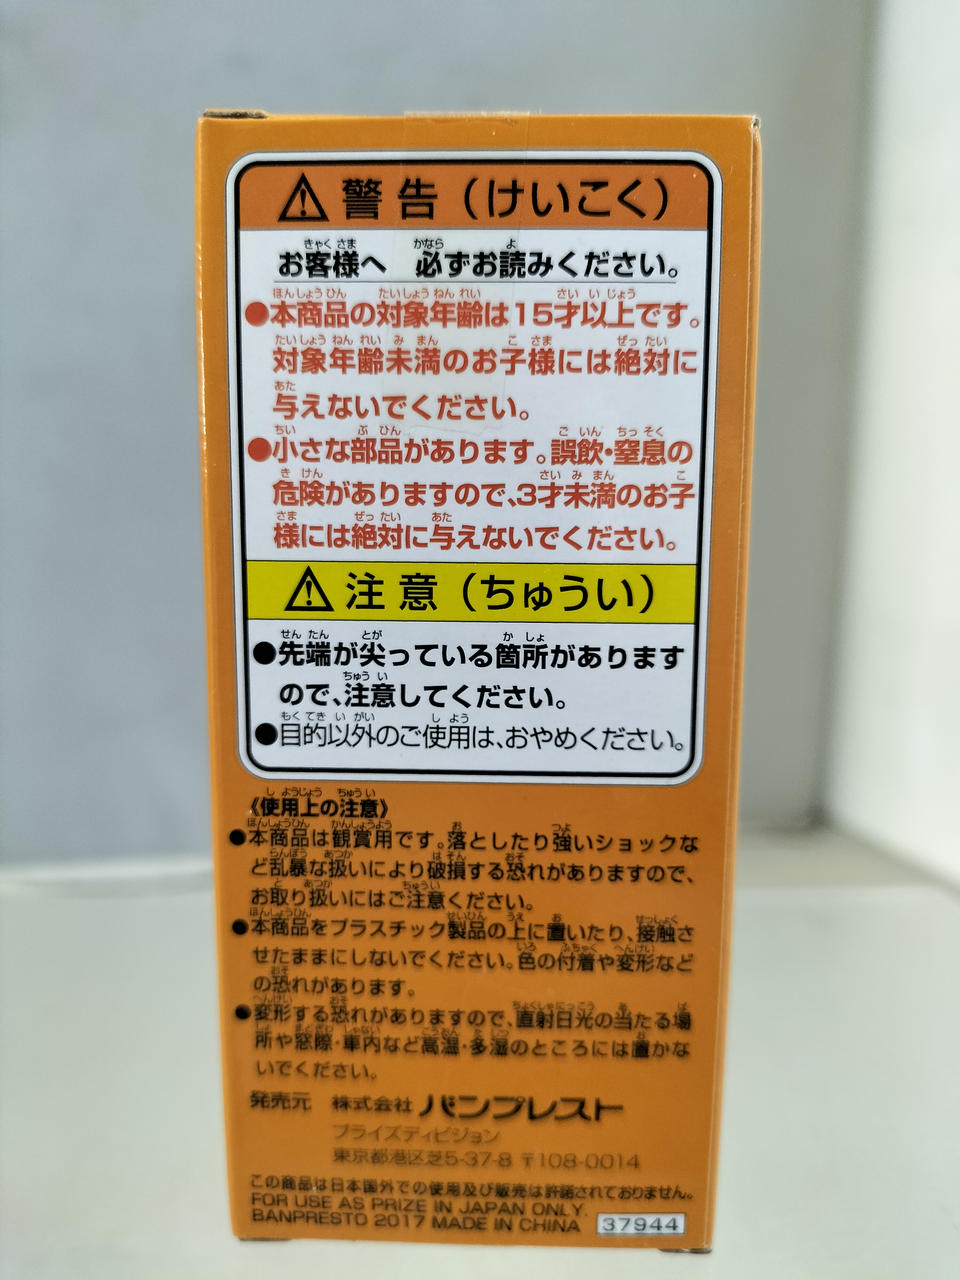 ⚠警告（けいこく）
お客様へ　必ずお読みください。
●本商品の対象年齢は15才以上です。
対象年齢未満のお子様には絶対に
与えないでください。
●小さな部品があります。誤飲・窒息の
危険がありますので、3才未満のお子
様には絶対に与えないでください。
⚠注意（ちゅうい）
●先端が尖っている箇所があります
ので、注意してください。
●目的以外のご使用は、おやめください。
《使用上の注意》
●本商品は観賞用です。落としたり強いショックな
ど乱暴な扱いにより破損する恐れがありますので、
お取り扱いにはご注意ください。
●本商品をプラスチック製品の上に置いたり、接触さ
せたままにしないでください。色の付着や変形など
の恐れがあります。
●変形する恐れがありますので、直射日光の当たる場
所や窓際・車内など高温・多湿のところには置かな
いでください。
発売元　株式会社 バンプレスト
プライズディビジョン
東京都港区芝5-37-8 〒108-0014
この商品は日本国外での使用及び販売は許諾されておりません。
FOR USE AS PRIZE IN JAPAN ONLY.
BANPRESTO 2017 MADE IN CHINA 37944